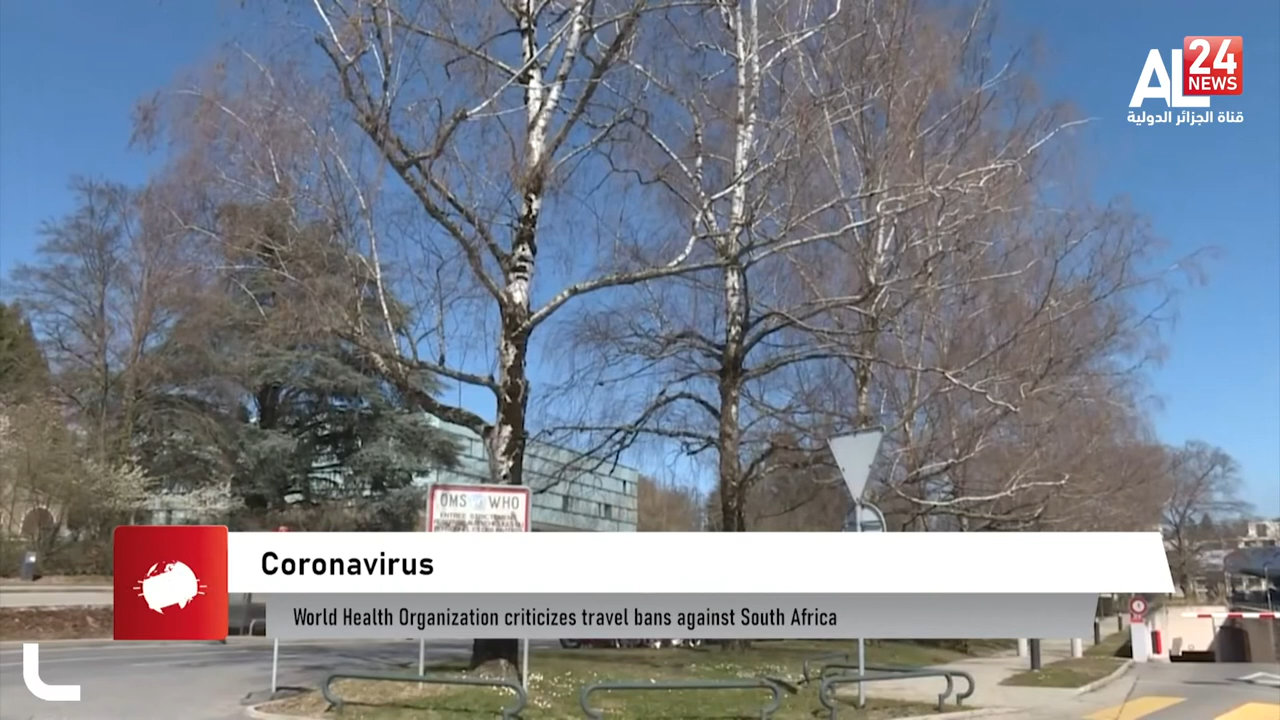 AL 24
NEWS
قناة الجزائر الدولية
OMS WHO
Coronavirus
World Health Organization criticizes travel bans against South Africa